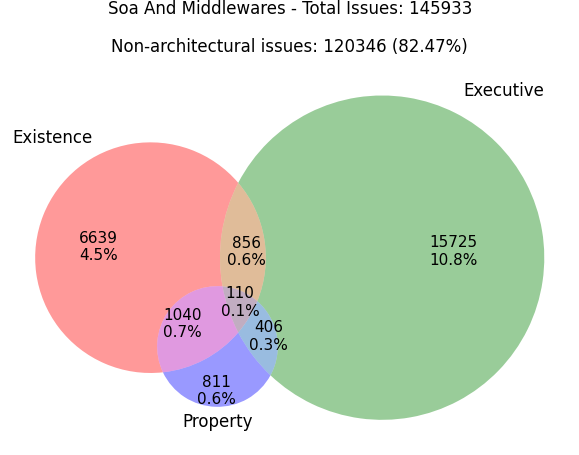 Soa And Middlewares - Total Issues: 145933
Non-architectural issues: 120346 (82.47%)
Executive
Existence
6639
4.5%
856
0.6%
15725
10.8%
110
0.1%
1040
0.7%
406
0.3%
811
0.6%
Property